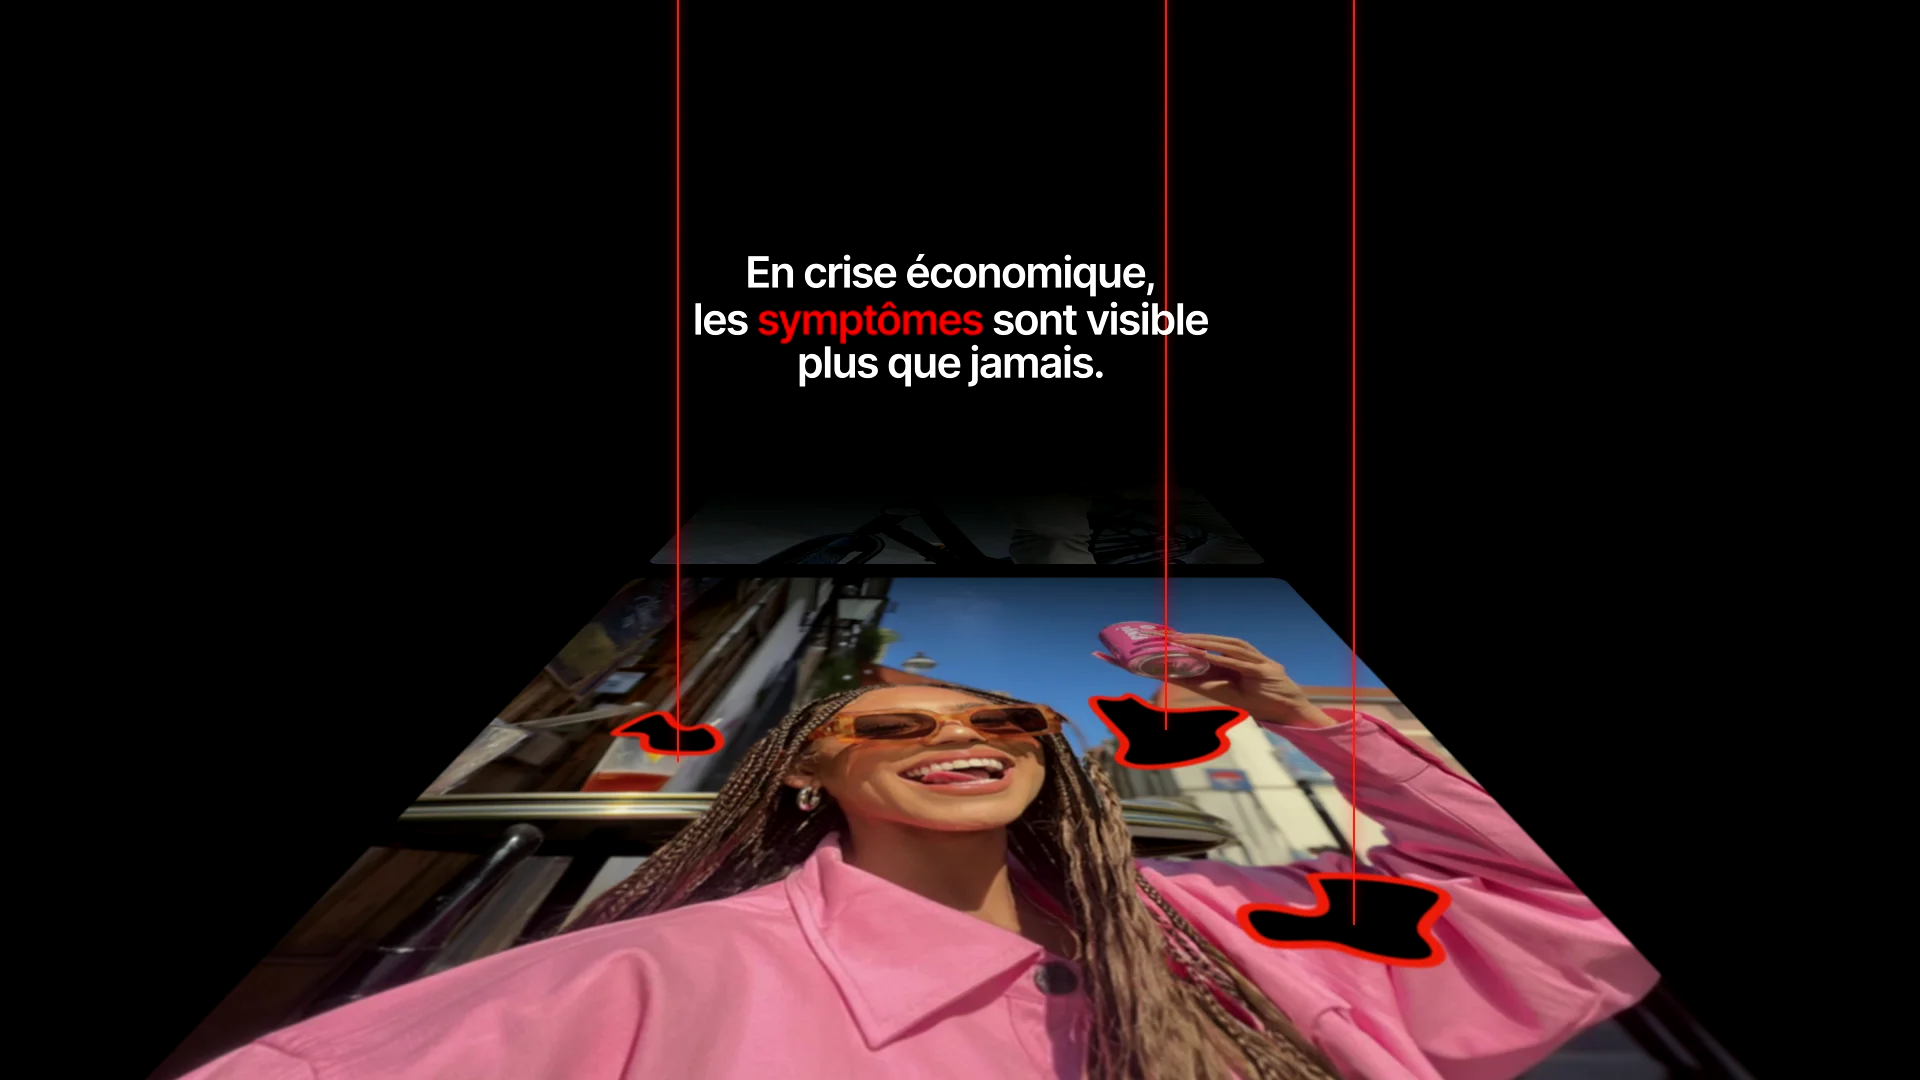 En crise économique,
les symptômes sont visible
plus que jamais.